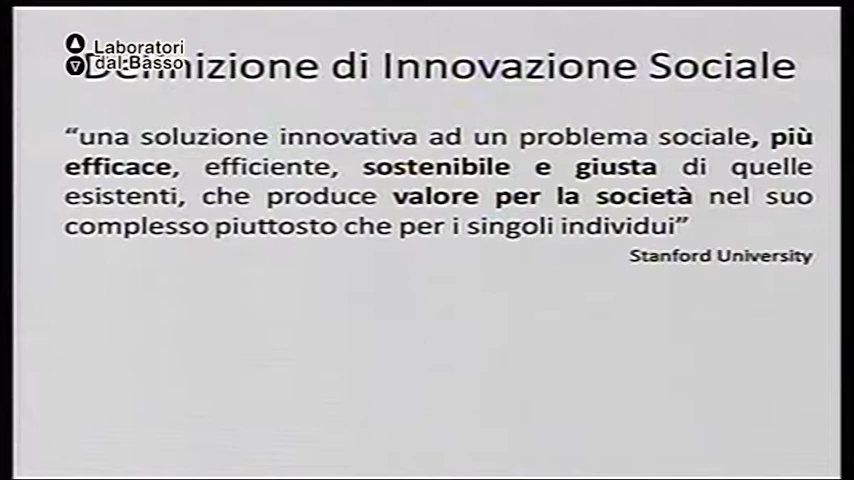 Laboratori
dal Basso
Definizione di Innovazione Sociale
“una soluzione innovativa ad un problema sociale, più
efficace, efficiente, sostenibile e giusta di quelle
esistenti, che produce valore per la società nel suo
complesso piuttosto che per i singoli individui”
Stanford University